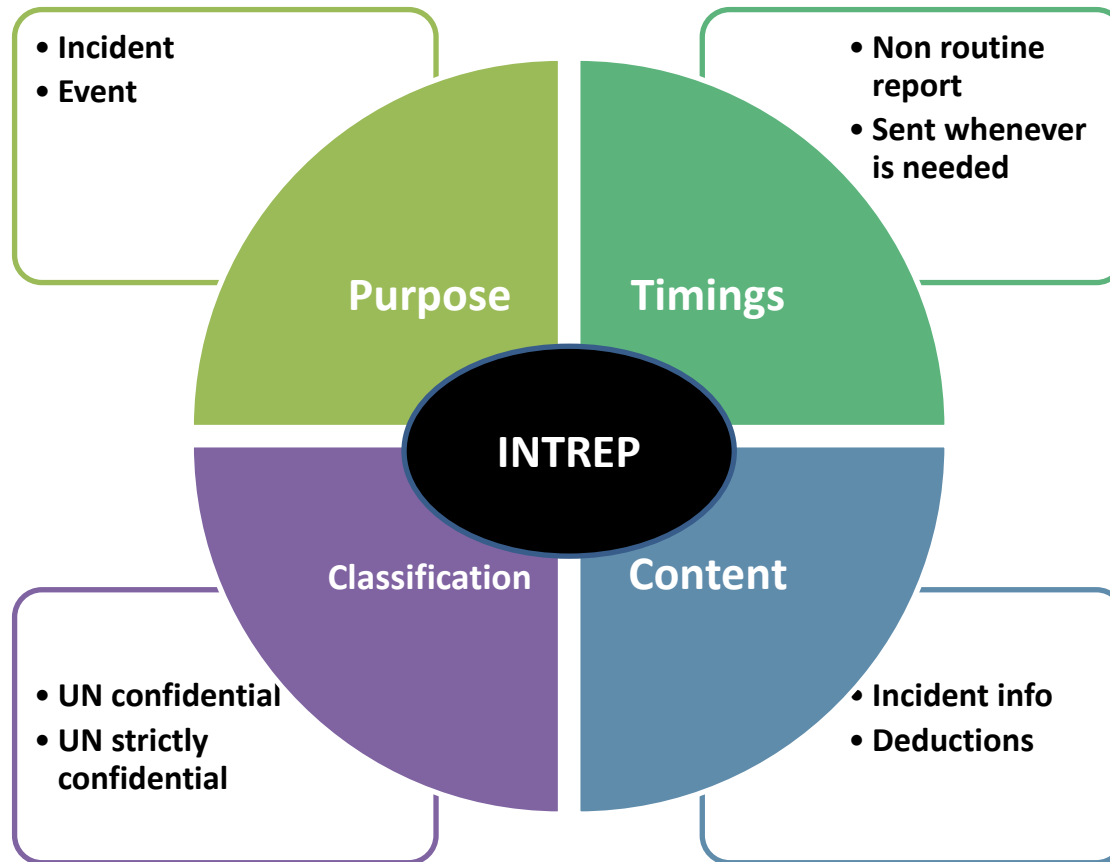 • Incident
• Event
• Non routine
report
• Sent whenever
is needed
Purpose
Timings
INTREP
Classification
Content
• UN confidential
• UN strictly
confidential
• Incident info
• Deductions